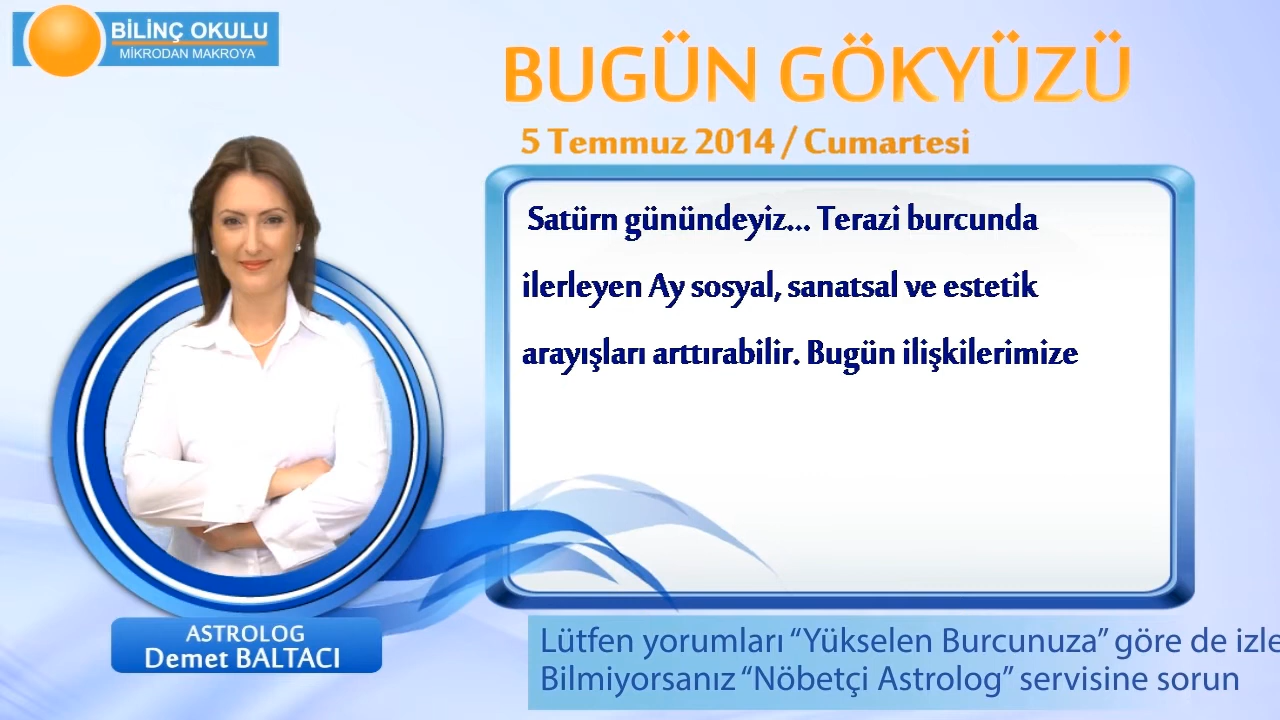 BİLİNÇ OKULU
MİKRODAN MAKROYA
BUGÜN GÖKYÜZÜ
5 Temmuz 2014 / Cumartesi
Satürn günündeyiz... Terazi burcunda
ilerleyen Ay sosyal, sanatsal ve estetik
arayışları arttırabilir. Bugün ilişkilerimize
ASTROLOG
Demet BALTACI
Lütfen yorumları “Yükselen Burcunuza” göre de izle
Bilmiyorsanız “Nöbetçi Astrolog” servisine sorun